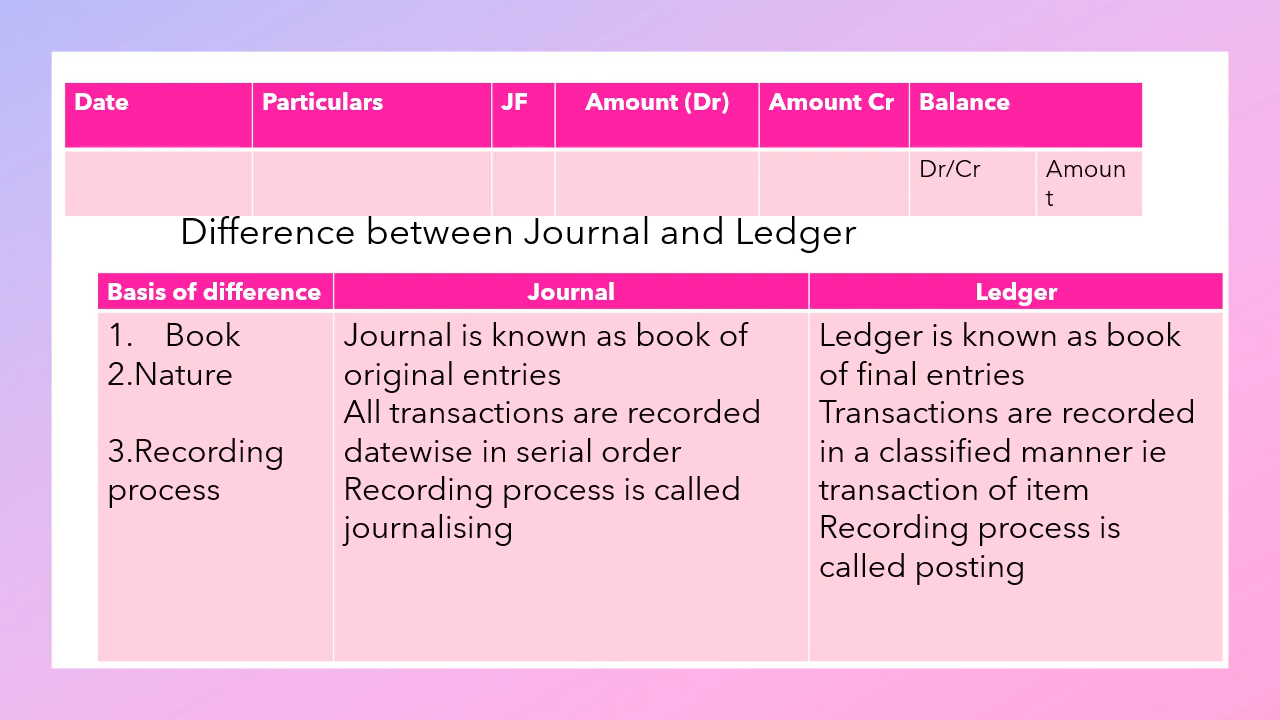 Date Particulars JF Amount (Dr) Amount Cr Balance
Dr/Cr Amoun
t
Difference between Journal and Ledger
Basis of difference Journal Ledger
1. Book
2.Nature
3.Recording
process
Journal is known as book of
original entries
All transactions are recorded
datewise in serial order
Recording process is called
journalising
Ledger is known as book
of final entries
Transactions are recorded
in a classified manner ie
transaction of item
Recording process is
called posting